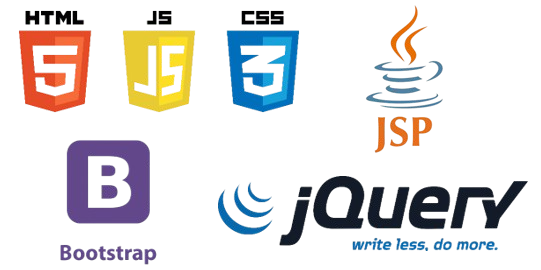 HTML JS CSS
5 JS 3
JSP
B
Bootstrap
jQuery
write less, do more.